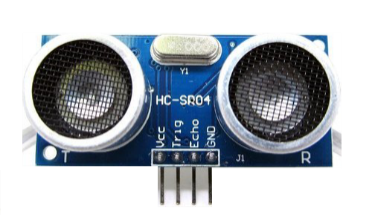 Y1
HC-SR04
Vcc
Trig
Echo
GND
T
J1
R